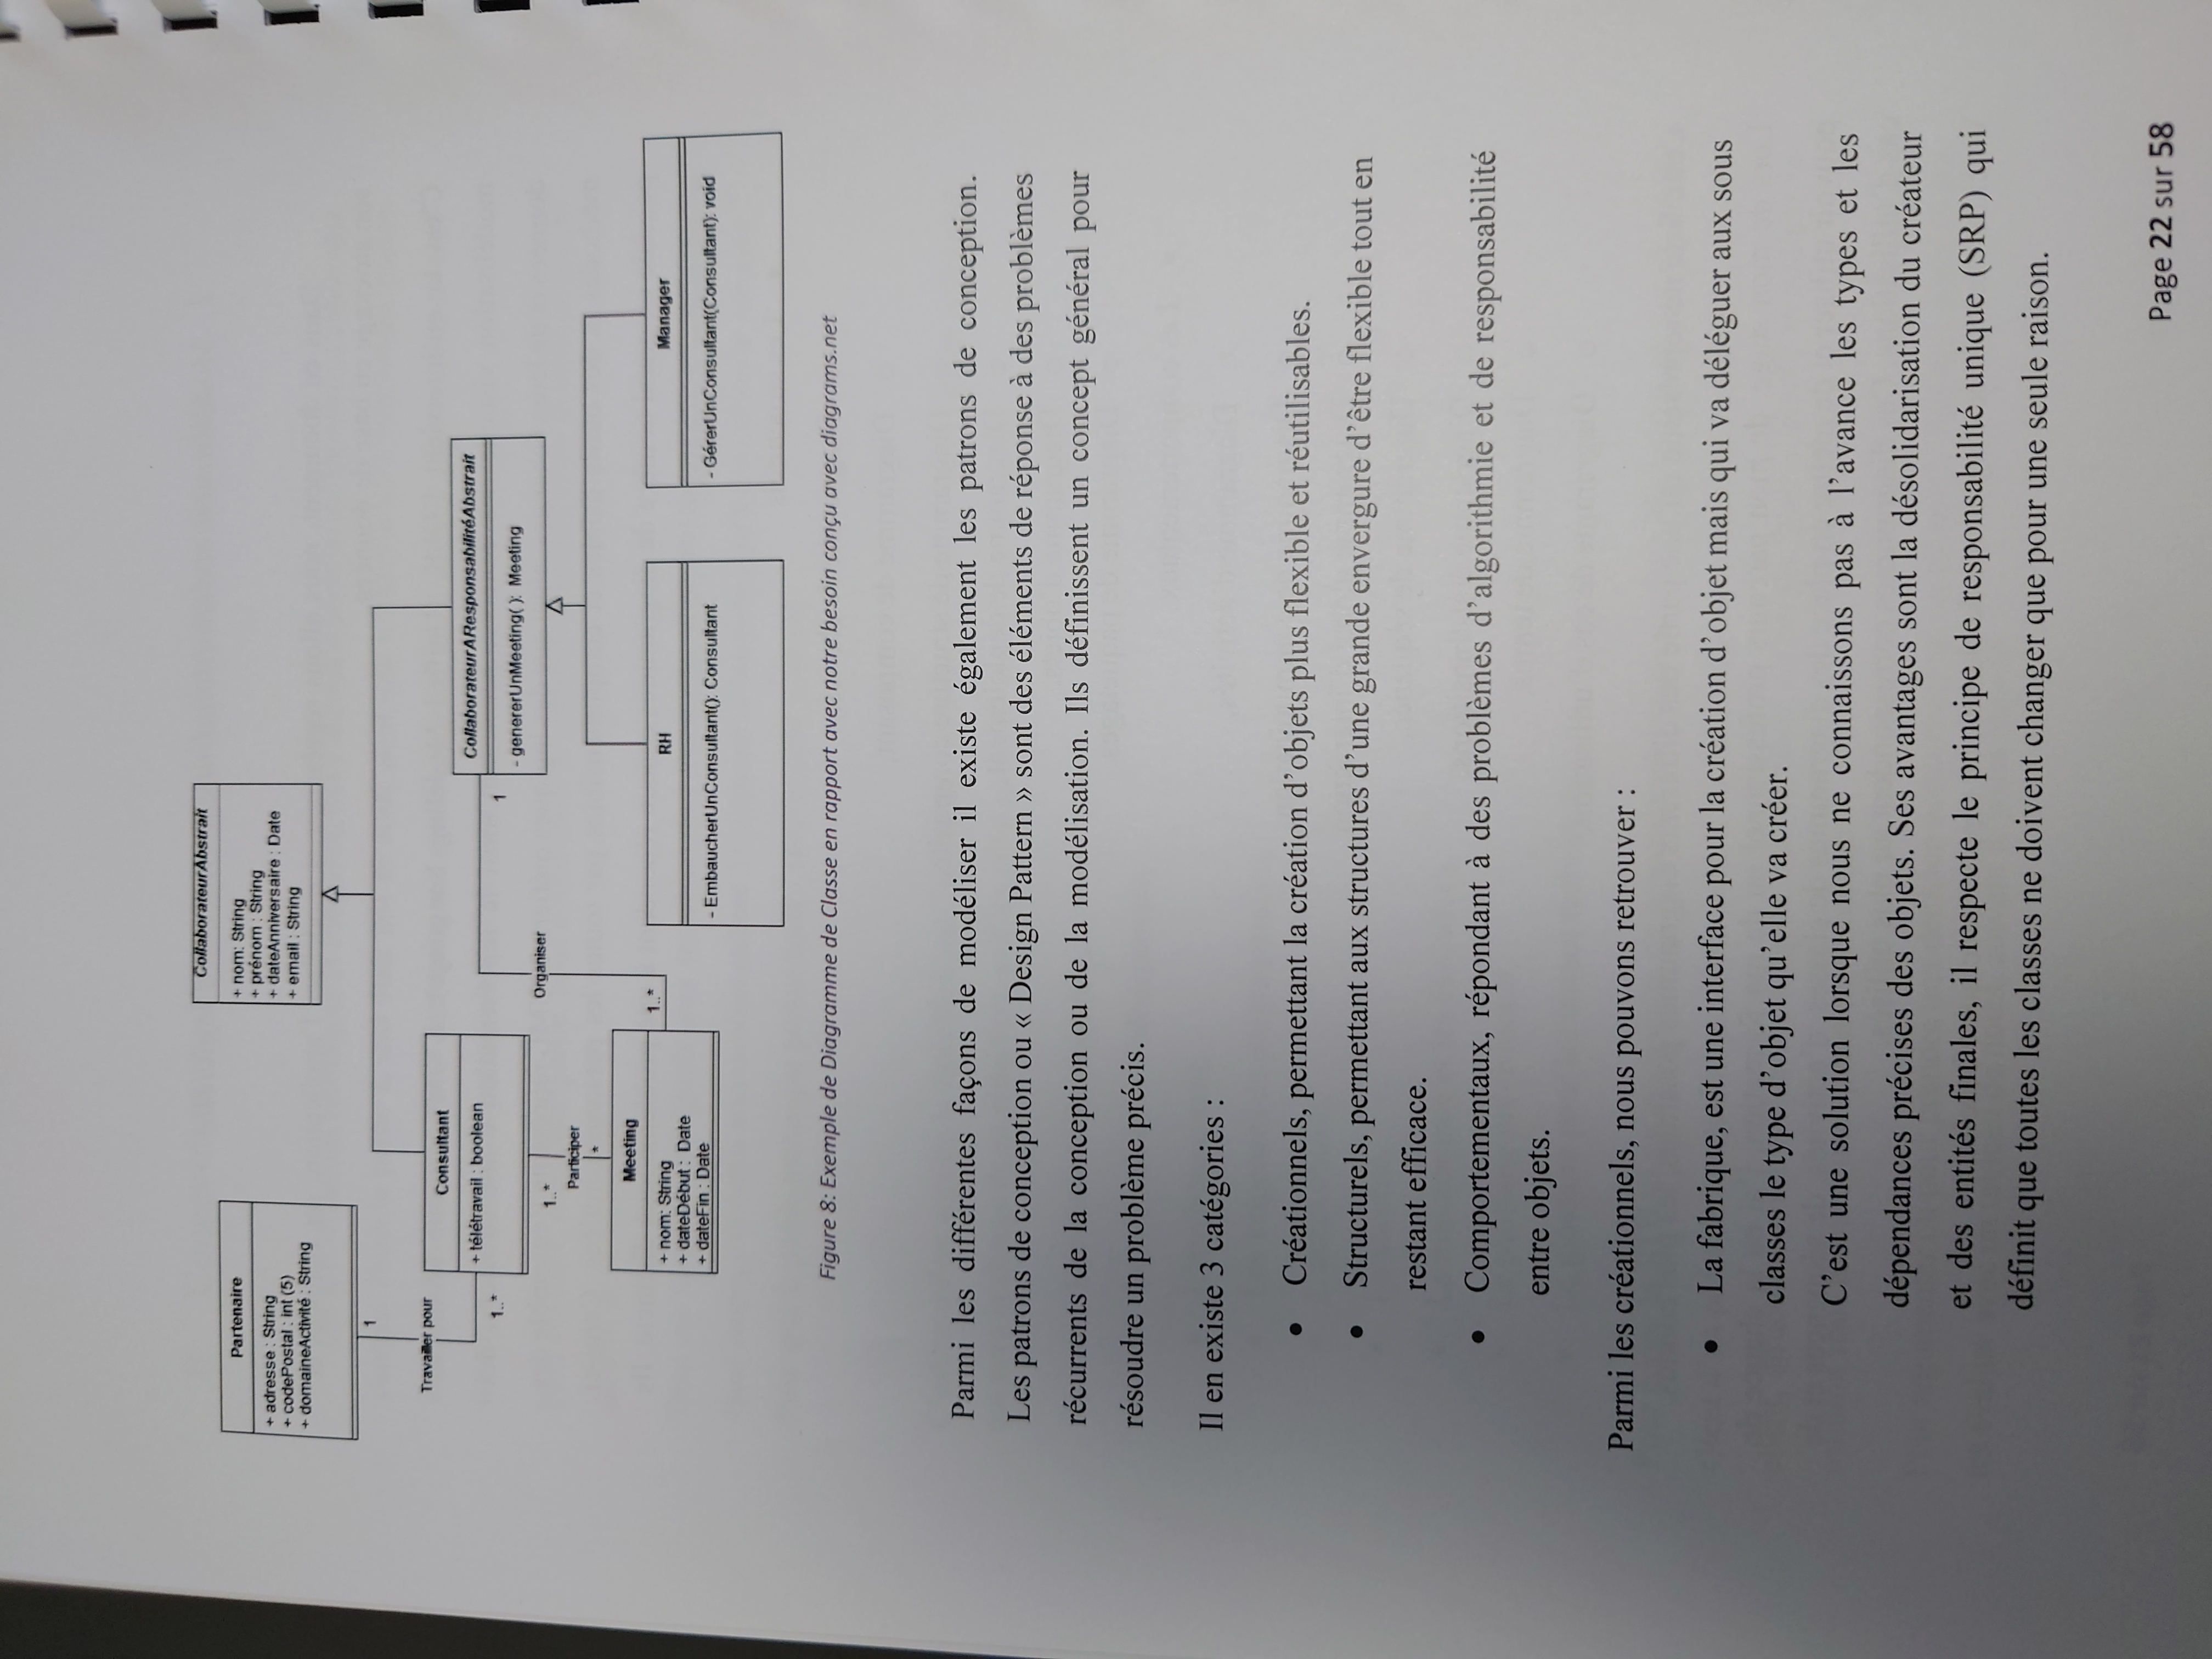 CollaborateurAbstrait
+ nom: String
+ prénom : String
+ dateAnniversaire : Date
+ email : String
Partenaire
+ adresse : String
+ codePostal : int (5)
+ domaineActivité : String
1
Travailler pour
1..*
Consultant
+ télétravail : boolean
1..*
Participer
*
Meeting
+ nom: String
+ dateDébut : Date
+ dateFin : Date
1..*
Organiser
1
CollaborateurAResponsabilitéAbstrait
- genererUnMeeting( ): Meeting
RH
- EmbaucherUnConsultant(): Consultant
Manager
- GérerUnConsultant(Consultant): void
Figure 8: Exemple de Diagramme de Classe en rapport avec notre besoin conçu avec diagrams.net
Parmi les différentes façons de modéliser il existe également les patrons de conception.
Les patrons de conception ou « Design Pattern » sont des éléments de réponse à des problèmes
récurrents de la conception ou de la modélisation. Ils définissent un concept général pour
résoudre un problème précis.
Il en existe 3 catégories :
• Créationnels, permettant la création d'objets plus flexible et réutilisables.
• Structurels, permettant aux structures d'une grande envergure d'être flexible tout en
restant efficace.
• Comportementaux, répondant à des problèmes d'algorithmie et de responsabilité
entre objets.
Parmi les créationnels, nous pouvons retrouver :
• La fabrique, est une interface pour la création d'objet mais qui va déléguer aux sous
classes le type d'objet qu'elle va créer.
C'est une solution lorsque nous ne connaissons pas à l'avance les types et les
dépendances précises des objets. Ses avantages sont la désolidarisation du créateur
et des entités finales, il respecte le principe de responsabilité unique (SRP) qui
définit que toutes les classes ne doivent changer que pour une seule raison.
Page 22 sur 58